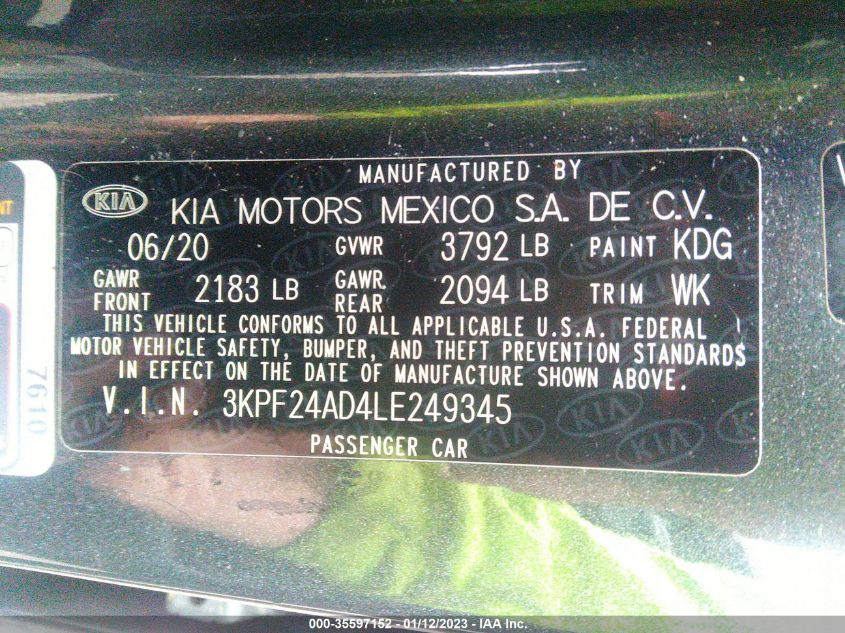 MANUFACTURED BY
KIA KIA MOTORS MEXICO S.A. DE C.V.
06/20 GVWR 3792 LB PAINT KDG
GAWR FRONT 2183 LB GAWR REAR 2094 LB TRIM WK
THIS VEHICLE CONFORMS TO ALL APPLICABLE U.S.A. FEDERAL
MOTOR VEHICLE SAFETY, BUMPER, AND THEFT PREVENTION STANDARDS
IN EFFECT ON THE DATE OF MANUFACTURE SHOWN ABOVE.
V.I.N. 3KPF24AD4LE249345
PASSENGER CAR
7610
000-35597152 - 01/12/2023 - IAA Inc.